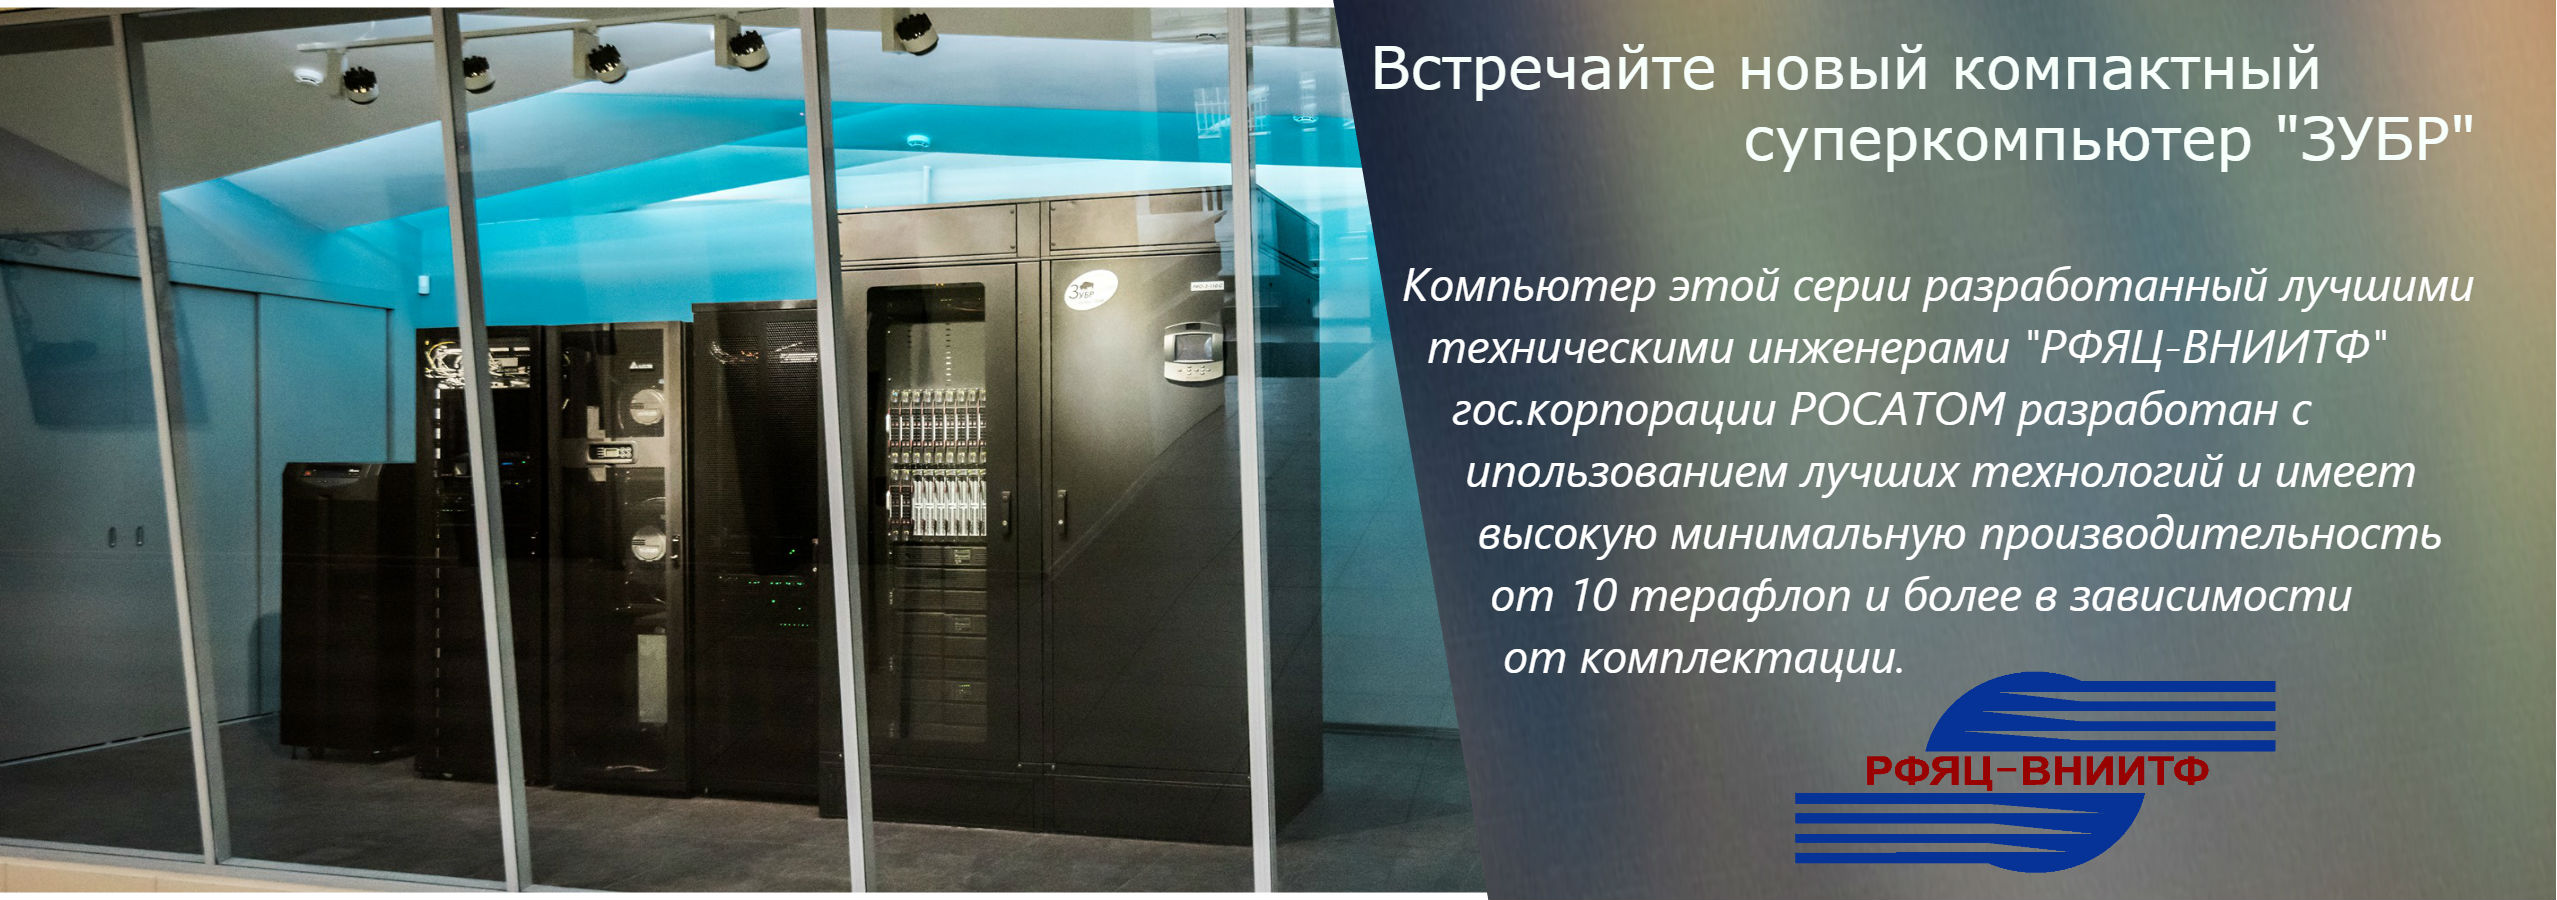 Встречайте новый компактный
суперкомпьютер "ЗУБР"
Компьютер этой серии разработанный лучшими
техническими инженерами "РФЯЦ-ВНИИТФ"
гос.корпорации РОСАТОМ разработан с
ипользованием лучших технологий и имеет
высокую минимальную производительность
от 10 терафлоп и более в зависимости
от комплектации.
РФЯЦ-ВНИИТФ
ЗУБР